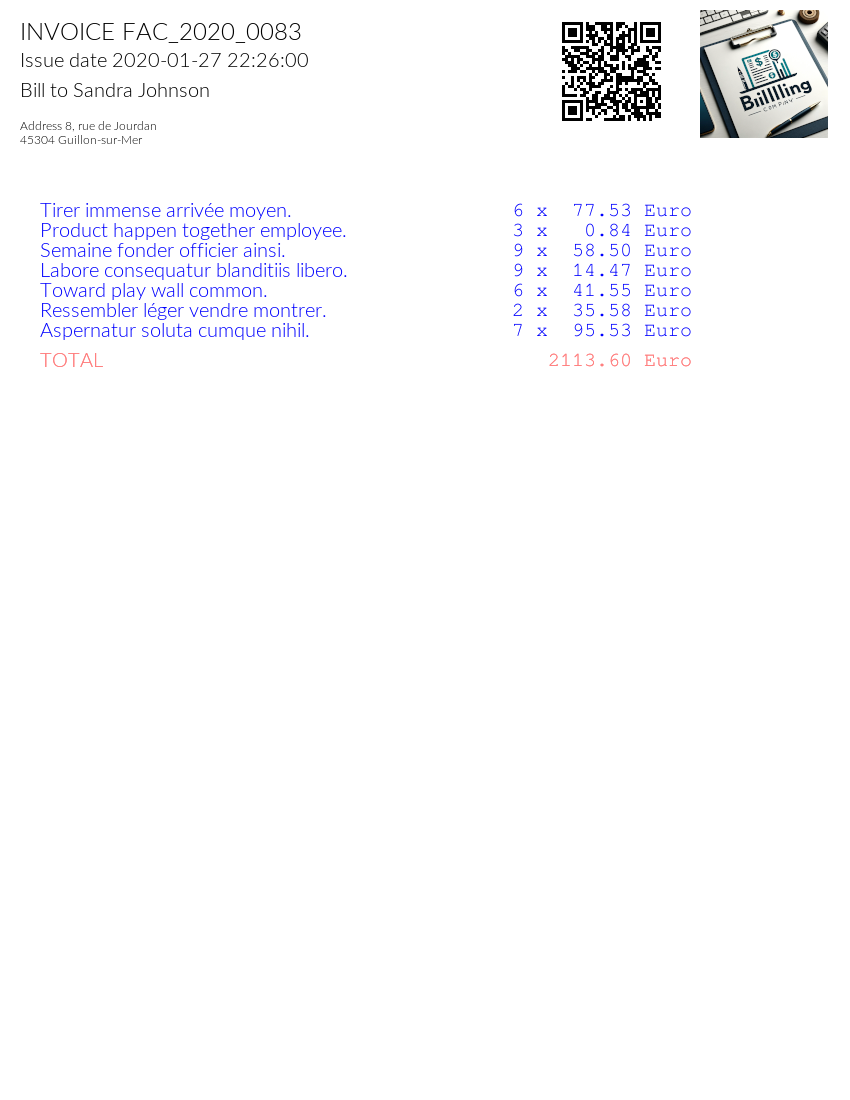 INVOICE FAC_2020_0083
Issue date 2020-01-27 22:26:00
Bill to Sandra Johnson
Address 8, rue de Jourdan
45304 Guillon-sur-Mer
Biilllling
COMPANY
Tirer immense arrivée moyen. 6 x 77.53 Euro
Product happen together employee. 3 x 0.84 Euro
Semaine fonder officier ainsi. 9 x 58.50 Euro
Labore consequatur blanditiis libero. 9 x 14.47 Euro
Toward play wall common. 6 x 41.55 Euro
Ressembler léger vendre montrer. 2 x 35.58 Euro
Aspernatur soluta cumque nihil. 7 x 95.53 Euro
TOTAL 2113.60 Euro